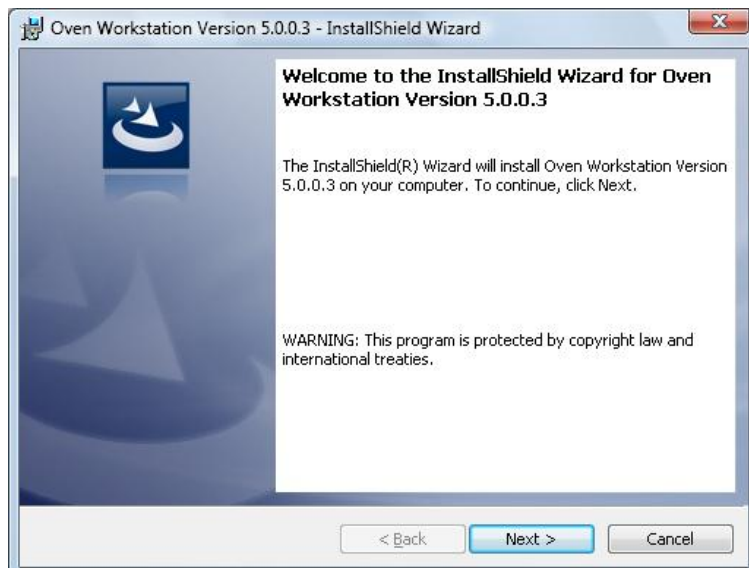 Oven Workstation Version 5.0.0.3 - InstallShield Wizard
Welcome to the InstallShield Wizard for Oven
Workstation Version 5.0.0.3
The InstallShield(R) Wizard will install Oven Workstation Version
5.0.0.3 on your computer. To continue, click Next.
WARNING: This program is protected by copyright law and
international treaties.
< Back
Next >
Cancel